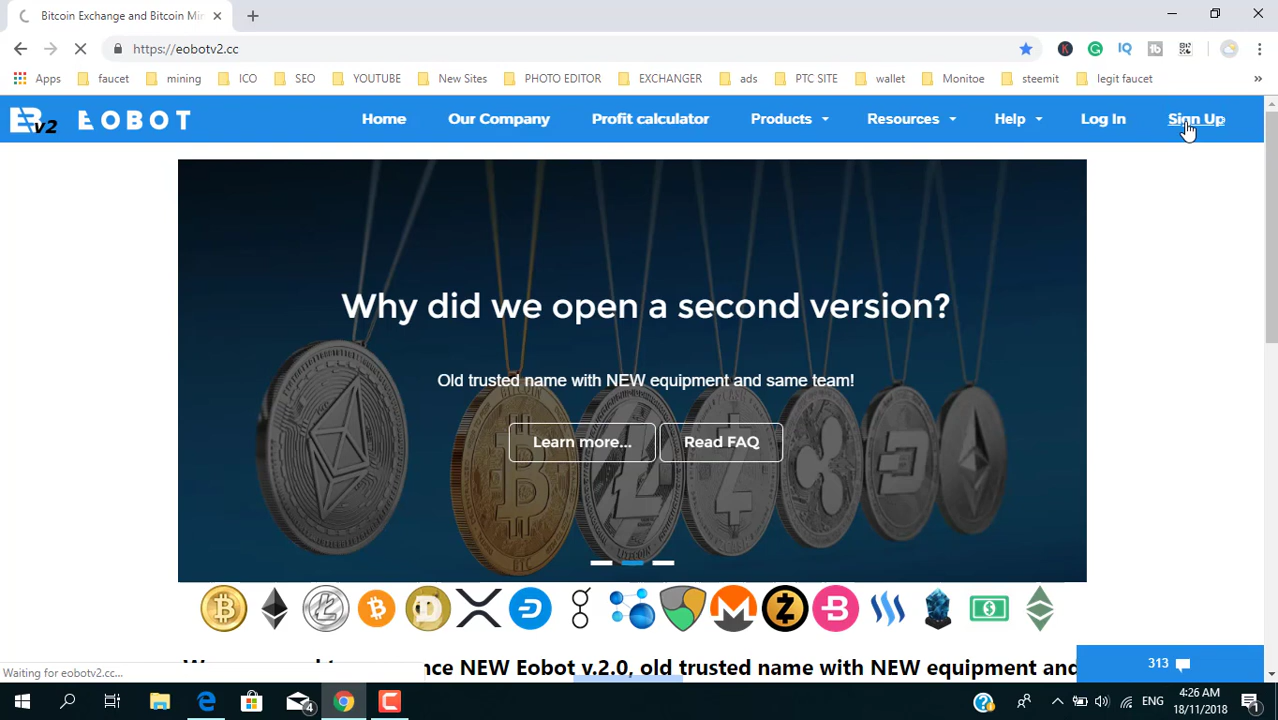 Bitcoin Exchange and Bitcoin Mi
https://eobotv2.cc
Apps faucet mining ICO SEO YOUTUBE New Sites PHOTO EDITOR EXCHANGER ads PTC SITE wallet Monitoe steemit legit faucet »
v2 EOBOT Home Our Company Profit calculator Products Resources Help Log In Sign Up
Why did we open a second version?
Old trusted name with NEW equipment and same team!
Learn more... Read FAQ
nce NEW Eobot v.2.0, old trusted name with NEW equipment and
313
Waiting for eobotv2.cc...
4
ENG
4:26 AM
18/11/2018
1